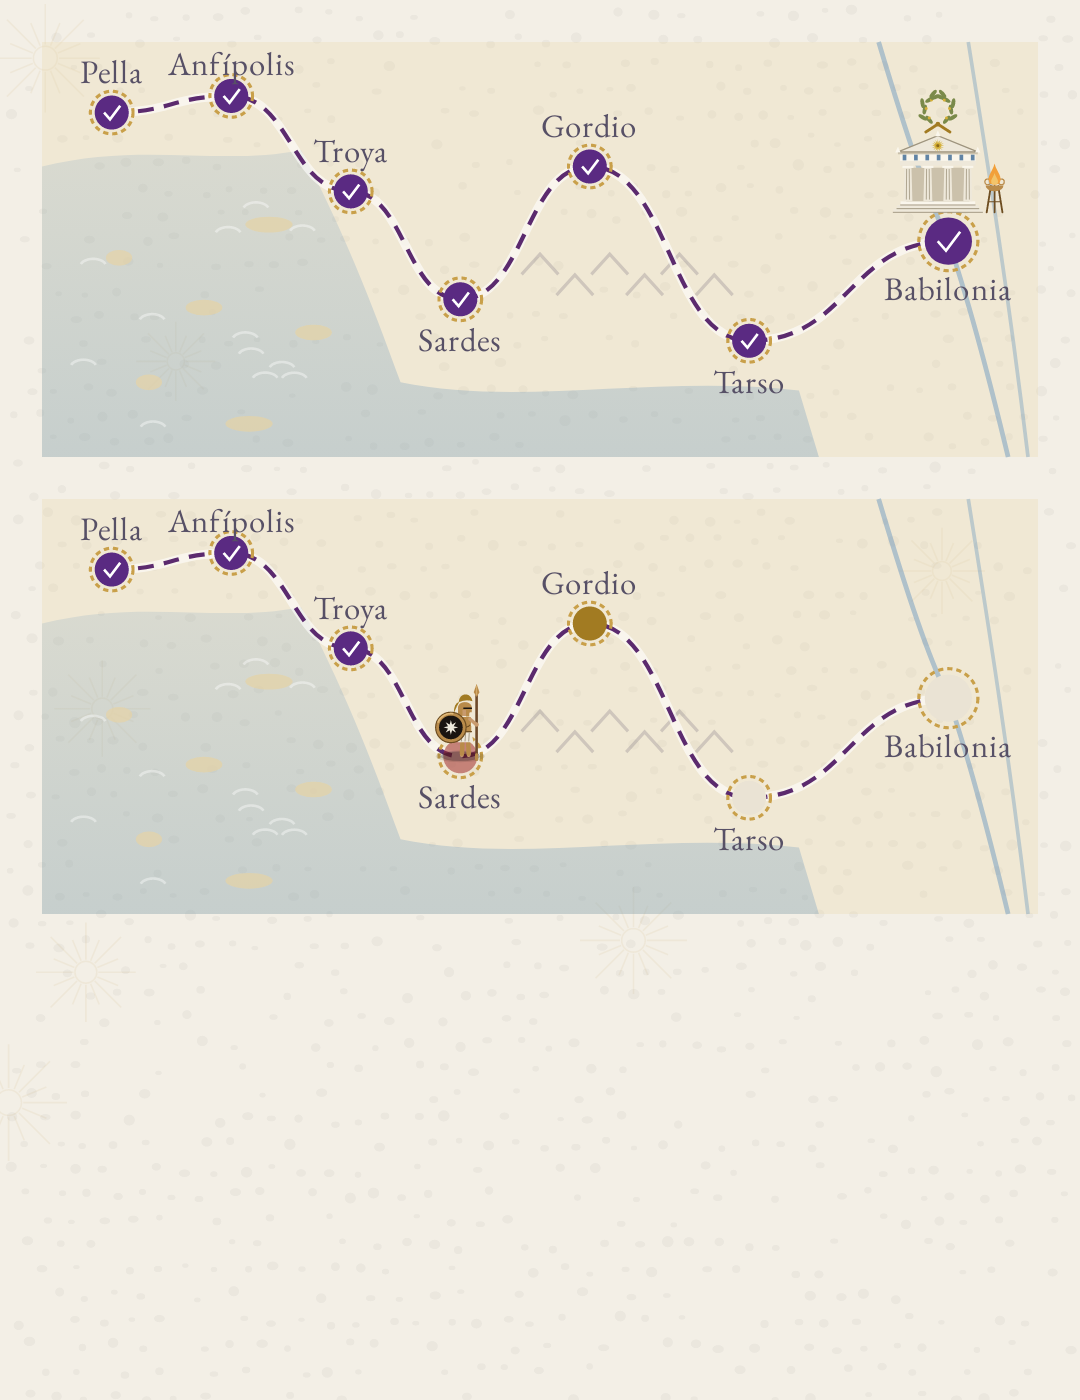 Pella
Anfípolis
Troya
Sardes
Gordio
Tarso
Babilonia
Pella
Anfípolis
Troya
Sardes
Gordio
Tarso
Babilonia